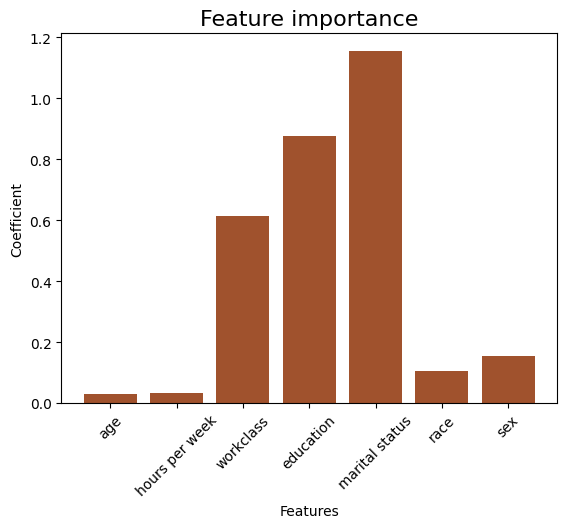 Feature importance
1.2
1.0
0.8
0.6
0.4
0.2
0.0
Coefficient
age
hours per week
workclass
education
marital status
race
sex
Features